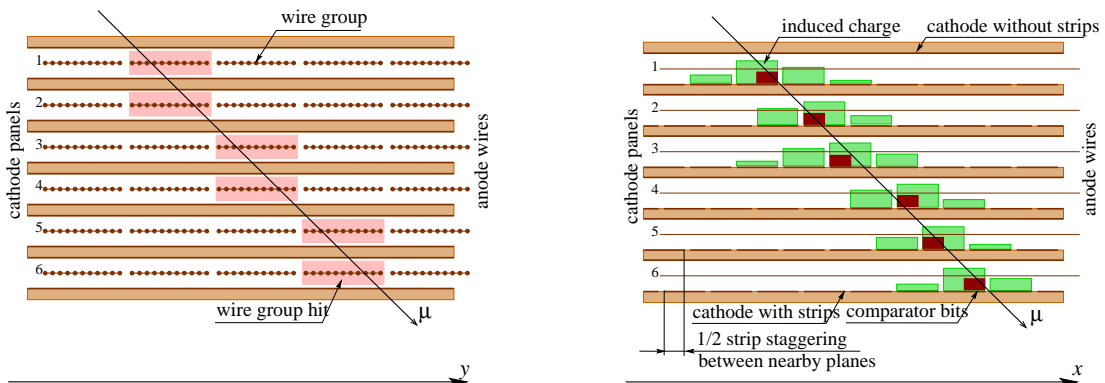 wire group
1
2
3
4
5
6
cathode panels
anode wires
wire group hit
μ
y
induced charge
cathode without strips
1
2
3
4
5
6
cathode panels
anode wires
cathode with strips
comparator bits
μ
1/2 strip staggering
between nearby planes
x